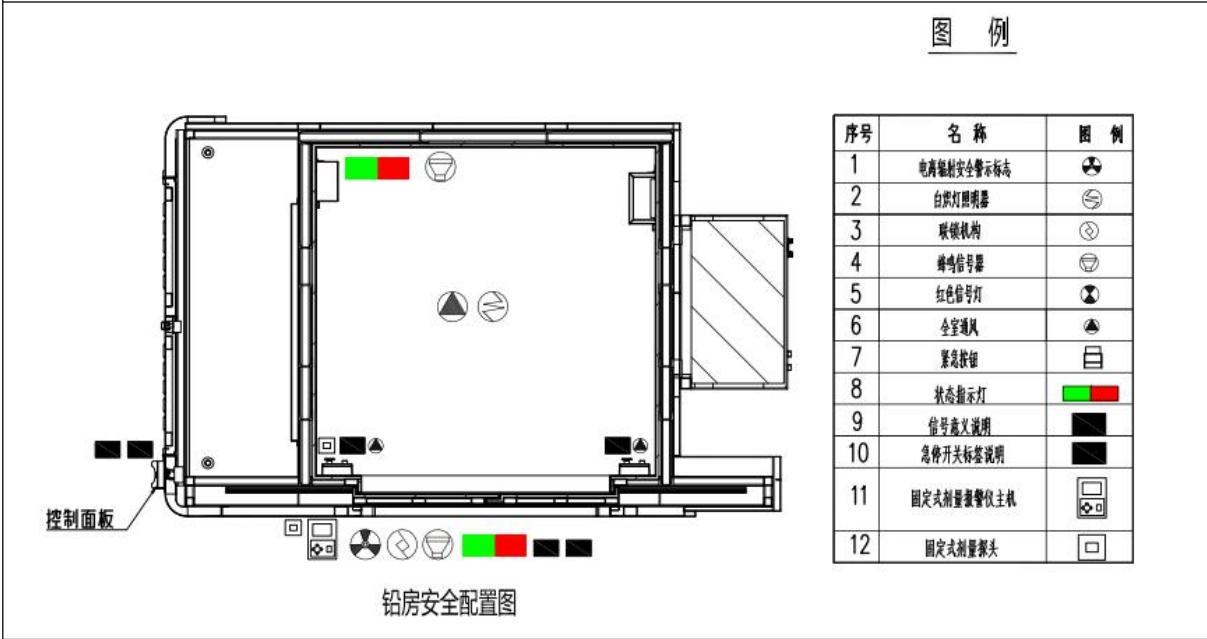 图 例
序号 名称 图例
1 电离辐射安全警示标志
2 白炽灯照明器
3 联锁机构
4 蜂鸣信号器
5 红色信号灯
6 全室通风
7 紧急按钮
8 状态指示灯
9 信号意义说明
10 急停开关标签说明
11 固定式剂量报警仪主机
12 固定式剂量探头
控制面板
铅房安全配置图